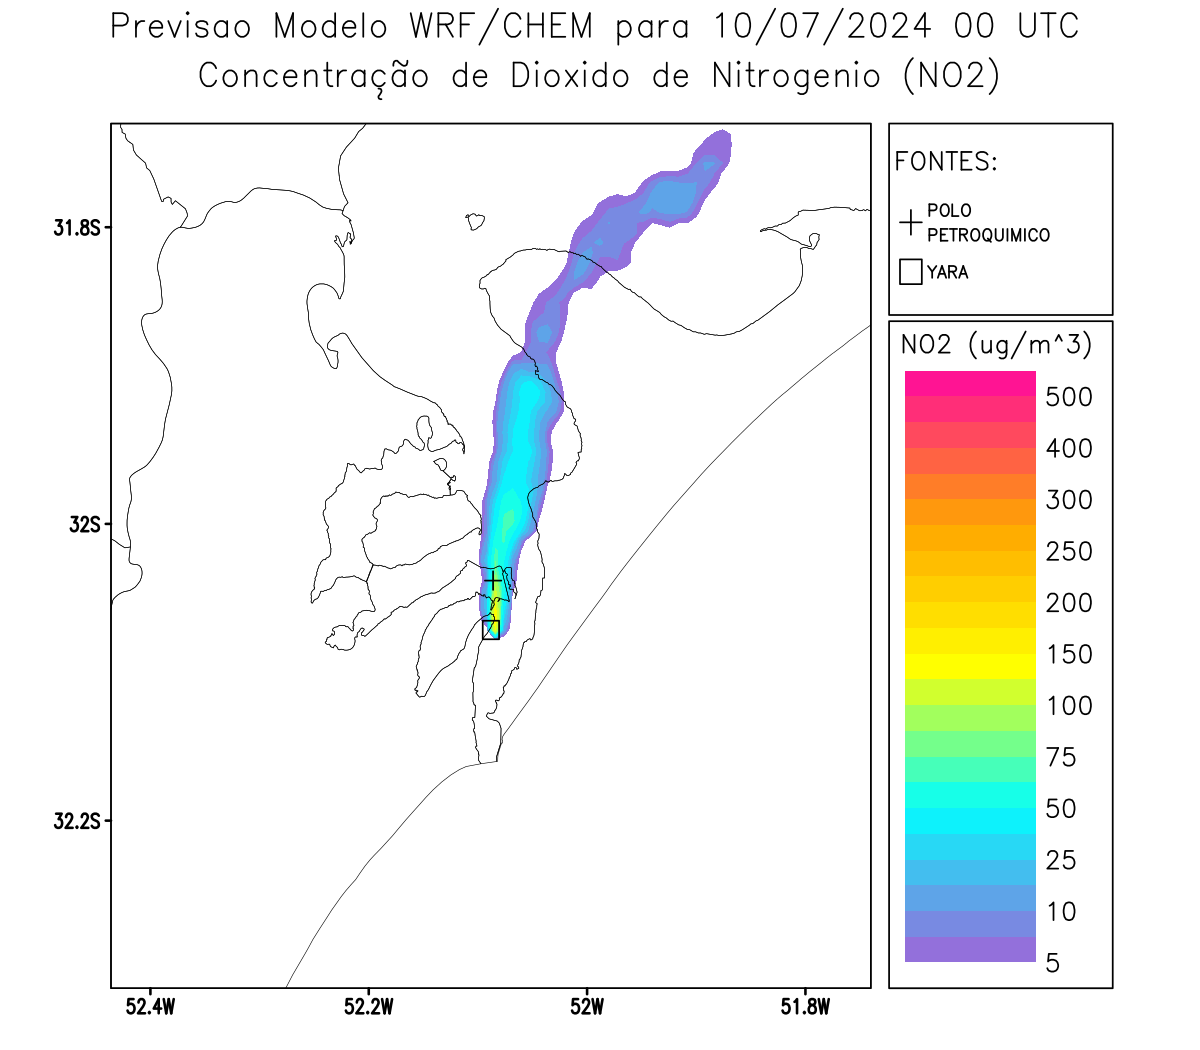 Previsao Modelo WRF/CHEM para 10/07/2024 00 UTC
Concentração de Dioxido de Nitrogenio (NO2)
FONTES:
POLO
PETROQUIMICO
YARA
31.8S
32S
32.2S
52.4W
52.2W
52W
51.8W
NO2 (ug/m^3)
500
400
300
250
200
150
100
75
50
25
10
5